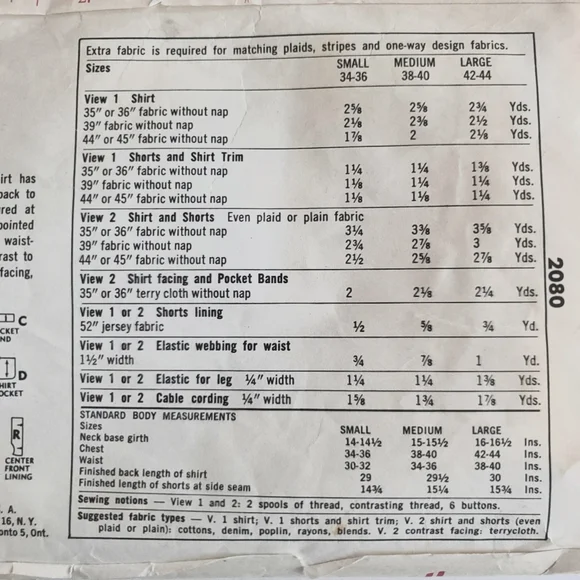 Extra fabric is required for matching plaids, stripes and one-way design fabrics.
Sizes SMALL MEDIUM LARGE
34-36 38-40 42-44
View 1 Shirt
35" or 36" fabric without nap 2⅝ 2⅝ 2¾ Yds.
39" fabric without nap 2⅛ 2⅜ 2½ Yds.
44" or 45" fabric without nap 1⅞ 2 2⅛ Yds.
View 1 Shorts and Shirt Trim
35" or 36" fabric without nap 1¼ 1¼ 1⅜ Yds.
39" fabric without nap 1⅛ 1¼ 1¼ Yds.
44" or 45" fabric without nap 1⅛ 1⅛ 1¼ Yds.
View 2 Shirt and Shorts Even plaid or plain fabric
35" or 36" fabric without nap 3¼ 3⅜ 3⅝ Yds.
39" fabric without nap 2¾ 2⅞ 3 Yds.
44" or 45" fabric without nap 2½ 2⅝ 2⅞ Yds.
View 2 Shirt facing and Pocket Bands
35" or 36" terry cloth without nap 2 2⅛ 2¼ Yds.
View 1 or 2 Shorts lining
52" jersey fabric ½ ⅝ ¾ Yd.
View 1 or 2 Elastic webbing for waist
1½" width ¾ ⅞ 1 Yd.
View 1 or 2 Elastic for leg ¼" width 1¼ 1¼ 1⅜ Yds.
View 1 or 2 Cable cording ¼" width 1⅝ 1¾ 1⅞ Yds.
STANDARD BODY MEASUREMENTS
Sizes SMALL MEDIUM LARGE
Neck base girth 14-14½ 15-15½ 16-16½ Ins.
Chest 34-36 38-40 42-44 Ins.
Waist 30-32 34-36 38-40 Ins.
Finished back length of shirt 29 29½ 30 Ins.
Finished length of shorts at side seam 14¾ 15¼ 15¾ Ins.
Sewing notions — View 1 and 2: 2 spools of thread, contrasting thread, 6 buttons.
Suggested fabric types — V. 1 shirt; V. 1 shorts and shirt trim; V. 2 shirt and shorts (even
plaid or plain): cottons, denim, poplin, rayons, blends. V. 2 contrast facing: terrycloth.
2080
irt has
back to
red at
pointed
waist-
rast to
facing,
C
CKET
ND
D
HIRT
OCKET
R
CENTER
FRONT
LINING
. A.
16, N. Y.
onto 5, Ont.